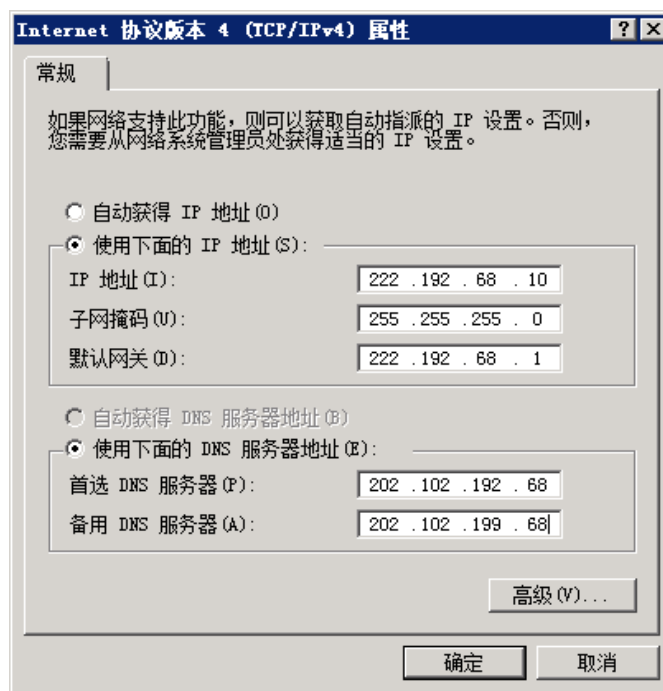 Internet 协议版本 4 (TCP/IPv4) 属性
常规
如果网络支持此功能，则可以获取自动指派的 IP 设置。否则，
您需要从网络系统管理员处获得适当的 IP 设置。
自动获得 IP 地址(O)
使用下面的 IP 地址(S):
IP 地址(I): 222 .192 . 68 . 10
子网掩码(U): 255 .255 .255 . 0
默认网关(D): 222 .192 . 68 . 1
自动获得 DNS 服务器地址(B)
使用下面的 DNS 服务器地址(E):
首选 DNS 服务器(P): 202 .102 .192 . 68
备用 DNS 服务器(A): 202 .102 .199 . 68
高级(V)...
确定 取消